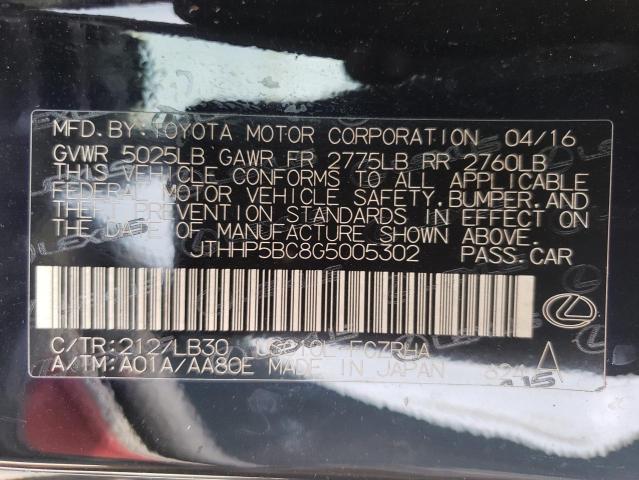 MFD. BY: TOYOTA MOTOR CORPORATION 04/16
GVWR 5025LB GAWR FR 2775LB RR 2760LB
THIS VEHICLE CONFORMS TO ALL APPLICABLE
FEDERAL MOTOR VEHICLE SAFETY, BUMPER, AND
THEFT PREVENTION STANDARDS IN EFFECT ON
THE DATE OF MANUFACTURE SHOWN ABOVE.
JTHHP5BC8G5005302 PASS. CAR
C/TR: 212/LB30 FC7RHA
A/TM: A01A/AA80E MADE IN JAPAN A
LEXUS